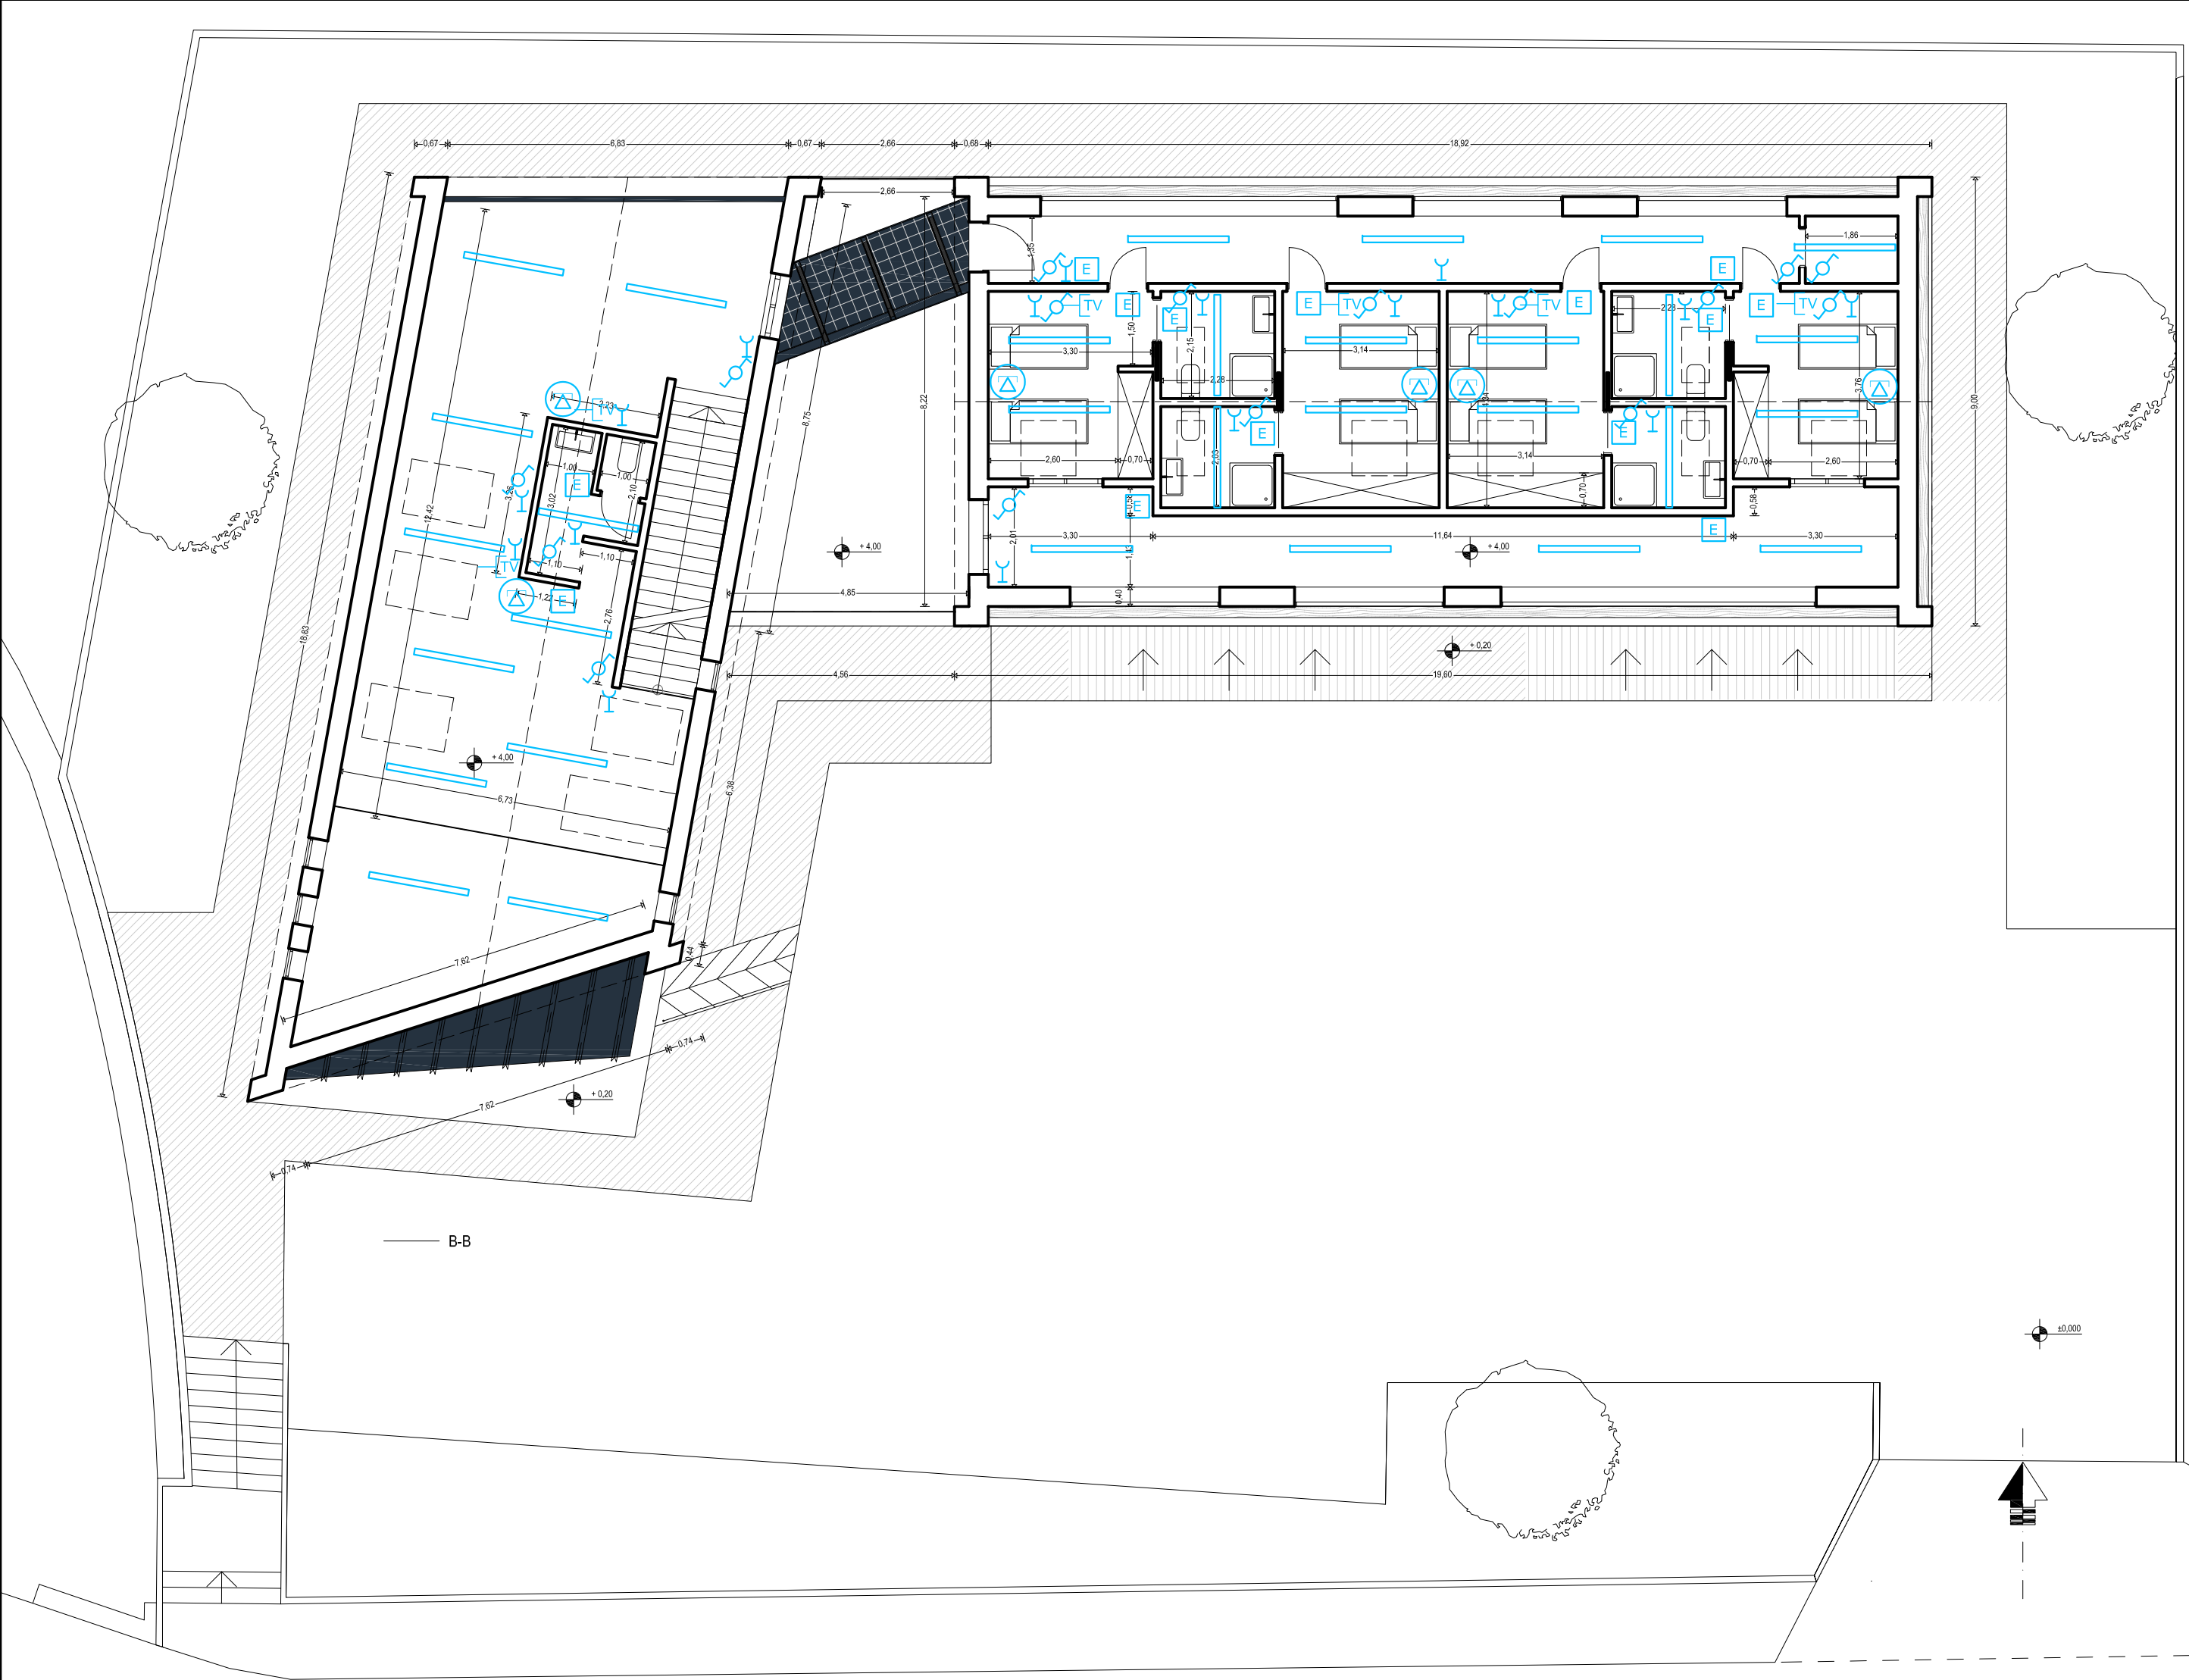 0,67
6,83
0,67
2,66
0,68
18,92
2,66
1,35
E
E
1,86
TV
E
E
E
TV
TV
E
2,23
E
E
TV
1,50
2,15
3,30
3,14
2,28
3,76
9,00
8,22
8,75
2,23
TV
E
E
1,00
1,00
E
3,26
3,02
2,10
12,42
2,03
2,60
0,70
3,14
0,70
0,70
2,60
0,58
E
0,58
E
2,01
3,30
11,64
3,30
+ 4,00
+ 4,00
1,10
1,10
TV
1,22
E
4,85
0,40
2,76
18,83
+ 0,20
4,56
19,60
+ 4,00
6,73
6,38
7,62
0,44
0,74
+ 0,20
7,62
0,74
B-B
±0,000